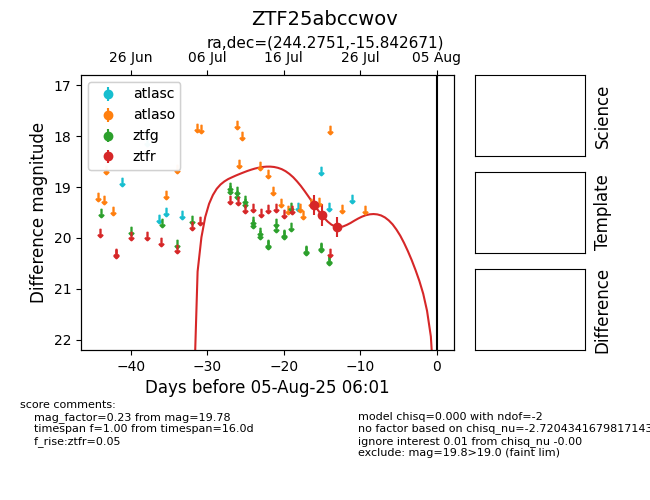 ZTF25abccwov
ra,dec=(244.2751,-15.842671)
26 Jun 06 Jul 16 Jul 26 Jul 05 Aug
17
18
19
20
21
22
Difference magnitude
atlasc
atlaso
ztfg
ztfr
−40 −30 −20 −10 0
Days before 05-Aug-25 06:01
Science
Template
Difference
score comments:
mag_factor=0.23 from mag=19.78
timespan f=1.00 from timespan=16.0d
f_rise:ztfr=0.05
model chisq=0.000 with ndof=-2
no factor based on chisq_nu=-2.7204341679817143
ignore interest 0.01 from chisq_nu -0.00
exclude: mag=19.8>19.0 (faint lim)